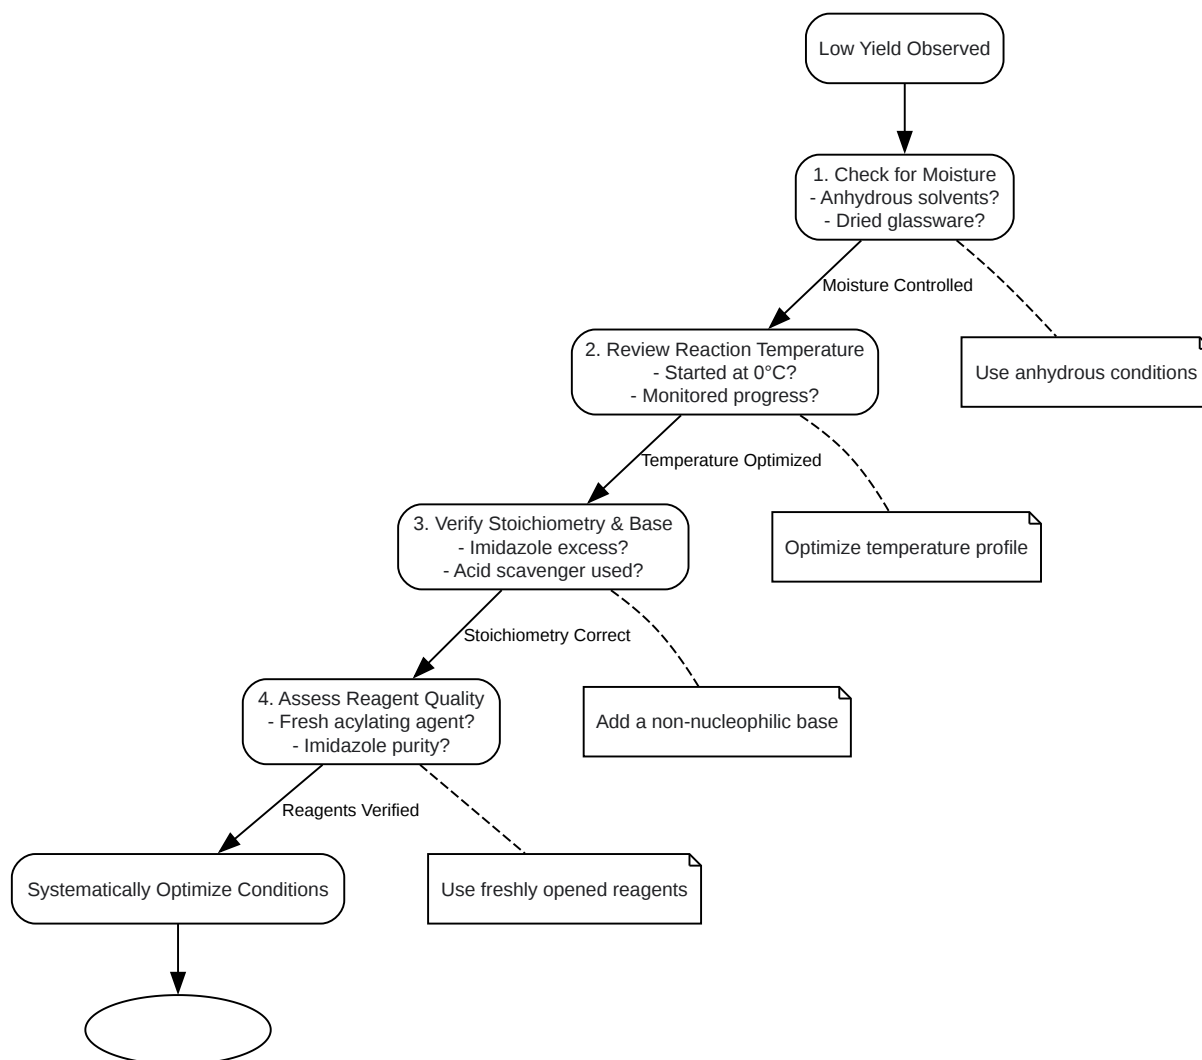 Low Yield Observed
1. Check for Moisture
- Anhydrous solvents?
- Dried glassware?
Moisture Controlled
2. Review Reaction Temperature
- Started at 0°C?
- Monitored progress?
Use anhydrous conditions
Temperature Optimized
3. Verify Stoichiometry & Base
- Imidazole excess?
- Acid scavenger used?
Optimize temperature profile
Stoichiometry Correct
4. Assess Reagent Quality
- Fresh acylating agent?
- Imidazole purity?
Add a non-nucleophilic base
Reagents Verified
Systematically Optimize Conditions
Use freshly opened reagents